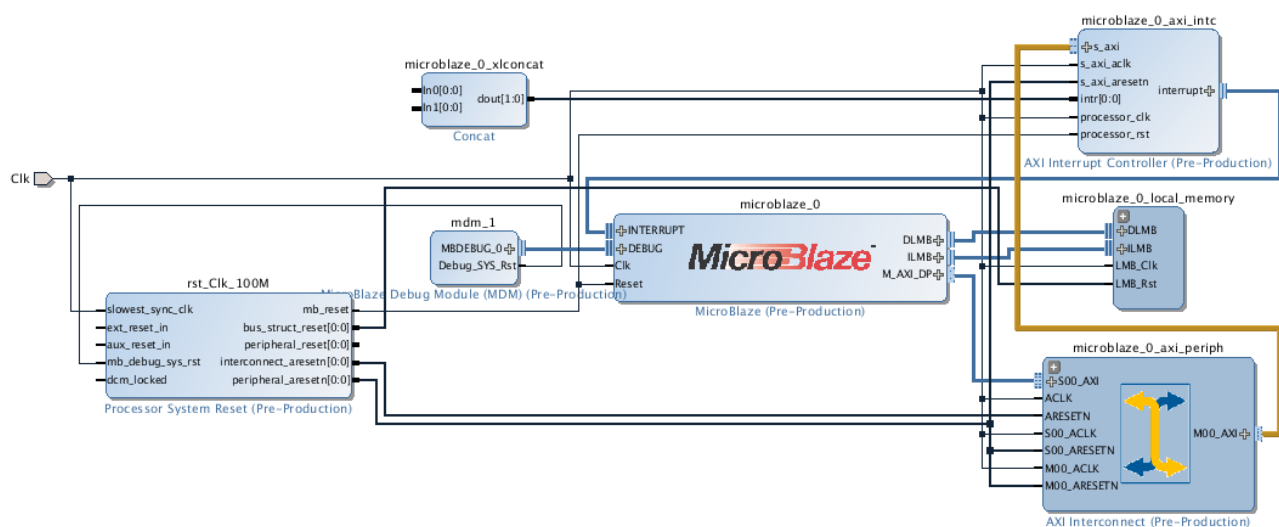 microblaze_0_axi_intc
s_axi
s_axi_aclk
s_axi_aresetn
intr[0:0]
processor_clk
processor_rst
interrupt
AXI Interrupt Controller (Pre-Production)
microblaze_0_xlconcat
In0[0:0]
In1[0:0]
dout[1:0]
Concat
Clk
mdm_1
MBDEBUG_0
Debug_SYS_Rst
MicroBlaze Debug Module (MDM) (Pre-Production)
microblaze_0
INTERRUPT
DEBUG
Clk
Reset
MicroBlaze
DLMB
ILMB
M_AXI_DP
MicroBlaze (Pre-Production)
microblaze_0_local_memory
DLMB
ILMB
LMB_Clk
LMB_Rst
rst_Clk_100M
slowest_sync_clk
ext_reset_in
aux_reset_in
mb_debug_sys_rst
dcm_locked
mb_reset
bus_struct_reset[0:0]
peripheral_reset[0:0]
interconnect_aresetn[0:0]
peripheral_aresetn[0:0]
Processor System Reset (Pre-Production)
microblaze_0_axi_periph
S00_AXI
ACLK
ARESETN
S00_ACLK
S00_ARESETN
M00_ACLK
M00_ARESETN
M00_AXI
AXI Interconnect (Pre-Production)